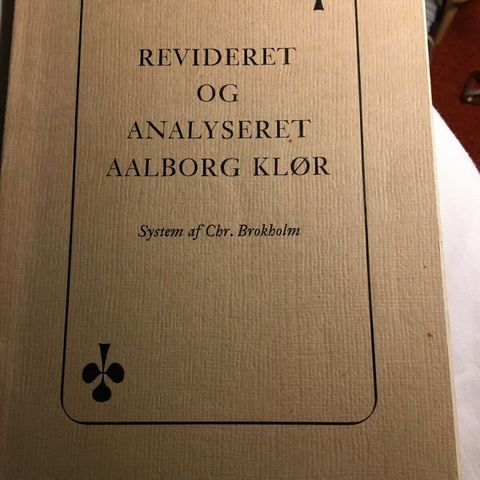 REVIDERET
OG
ANALYSERET
AALBORG KLØR
System af Chr. Brokholm